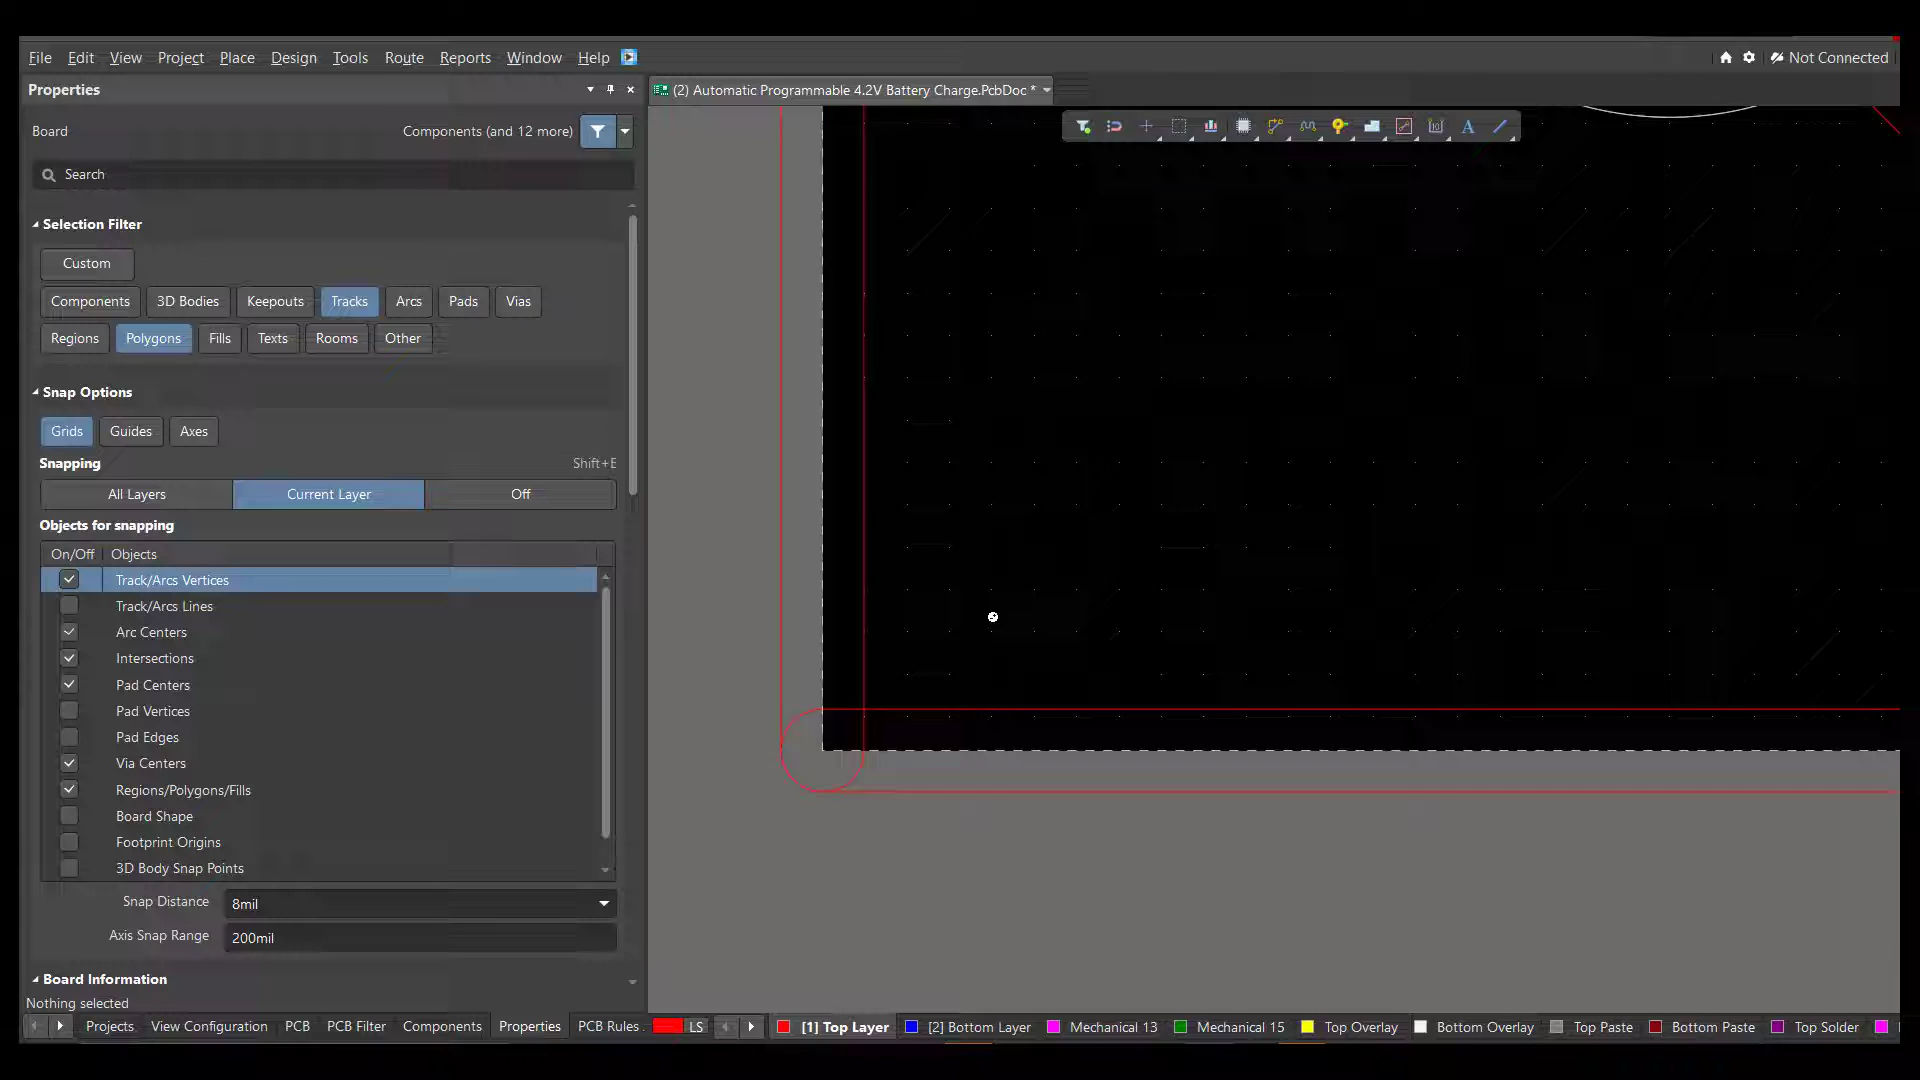 File Edit View Project Place Design Tools Route Reports Window Help
Not Connected
Properties
(2) Automatic Programmable 4.2V Battery Charge.PcbDoc *
Board
Components (and 12 more)
Search
Selection Filter
Custom
Components 3D Bodies Keepouts Tracks Arcs Pads Vias
Regions Polygons Fills Texts Rooms Other
Snap Options
Grids Guides Axes
Snapping
Shift+E
All Layers Current Layer Off
Objects for snapping
On/Off Objects
Track/Arcs Vertices
Track/Arcs Lines
Arc Centers
Intersections
Pad Centers
Pad Vertices
Pad Edges
Via Centers
Regions/Polygons/Fills
Board Shape
Footprint Origins
3D Body Snap Points
Snap Distance 8mil
Axis Snap Range 200mil
Board Information
Nothing selected
Projects View Configuration PCB PCB Filter Components Properties PCB Rules
LS
[1] Top Layer [2] Bottom Layer Mechanical 13 Mechanical 15 Top Overlay Bottom Overlay Top Paste Bottom Paste Top Solder